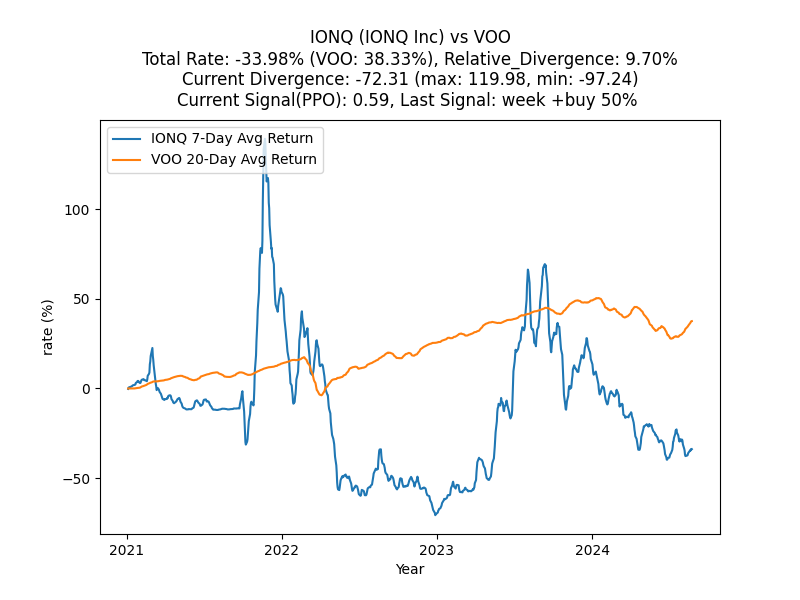 IONQ (IONQ Inc) vs VOO
Total Rate: -33.98% (VOO: 38.33%), Relative_Divergence: 9.70%
Current Divergence: -72.31 (max: 119.98, min: -97.24)
Current Signal(PPO): 0.59, Last Signal: week +buy 50%
IONQ 7-Day Avg Return
VOO 20-Day Avg Return
rate (%)
100
50
0
−50
2021
2022
2023
2024
Year